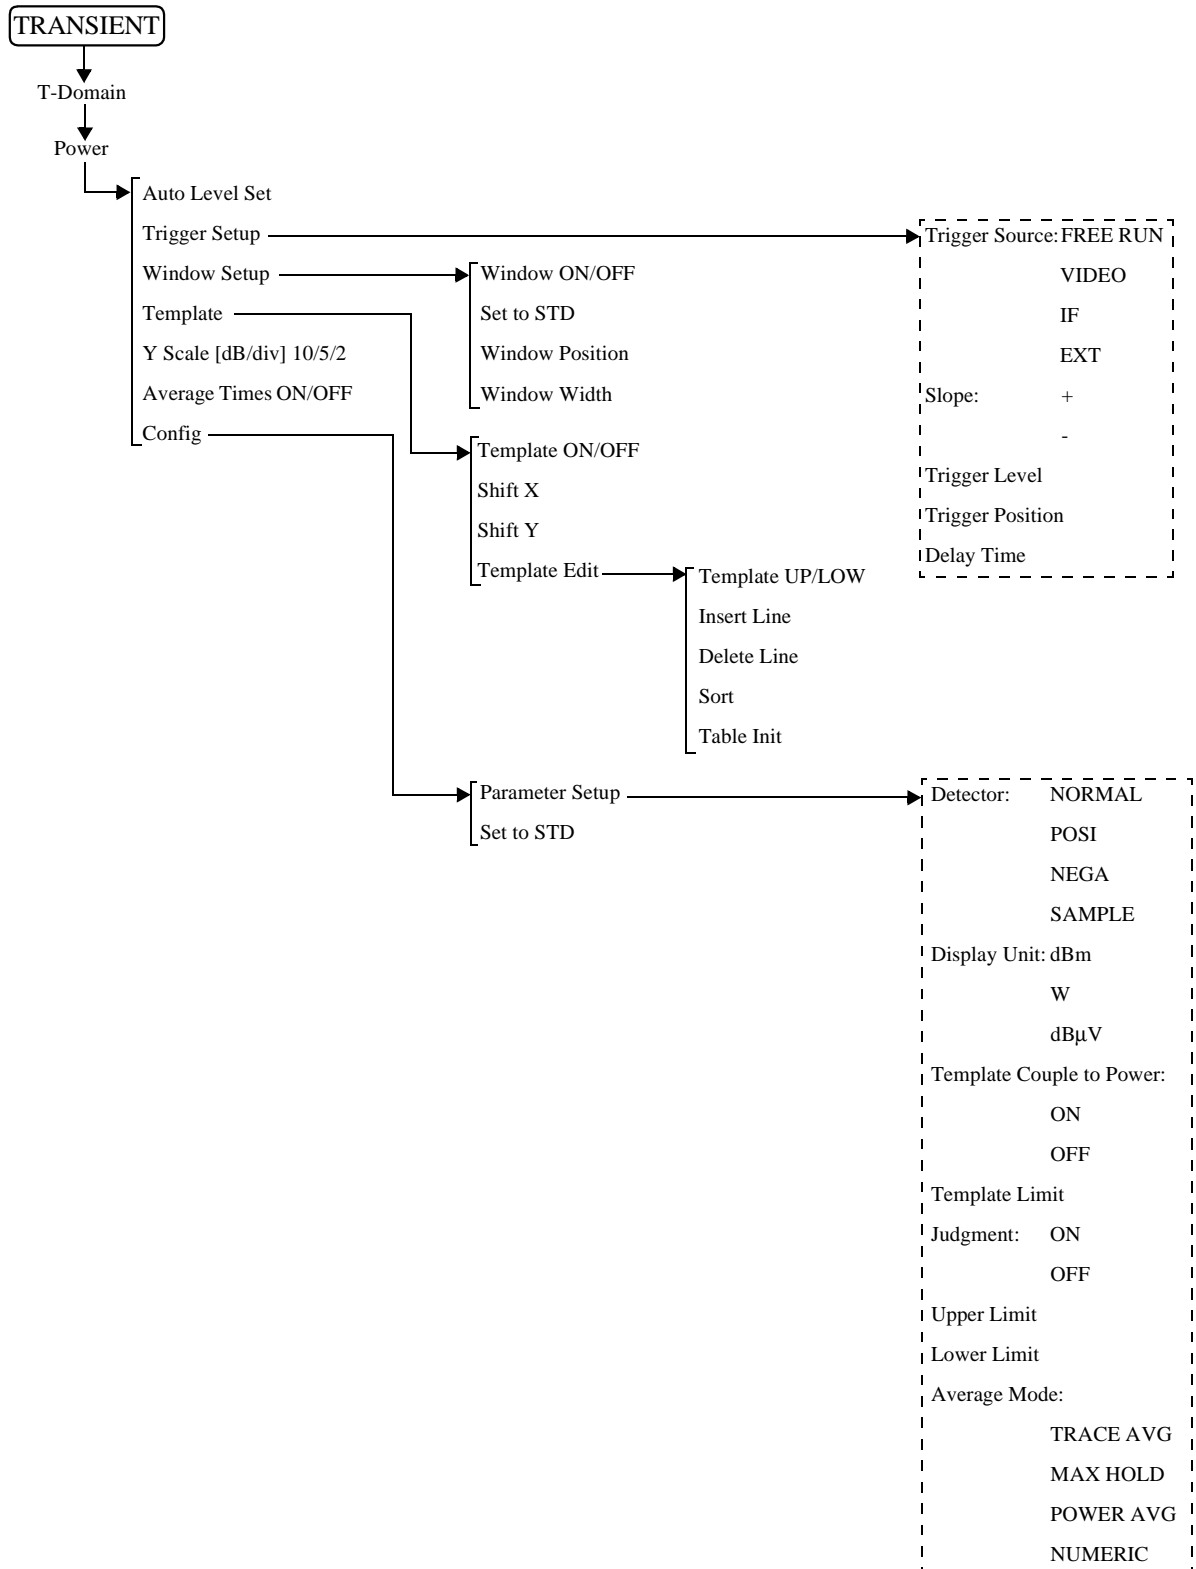 TRANSIENT
T-Domain
Power
Auto Level Set
Trigger Setup
Window Setup
Template
Y Scale [dB/div] 10/5/2
Average Times ON/OFF
Config
Window ON/OFF
Set to STD
Window Position
Window Width
Template ON/OFF
Shift X
Shift Y
Template Edit
Template UP/LOW
Insert Line
Delete Line
Sort
Table Init
Trigger Source: FREE RUN
VIDEO
IF
EXT
Slope: +
-
Trigger Level
Trigger Position
Delay Time
Parameter Setup
Set to STD
Detector: NORMAL
POSI
NEGA
SAMPLE
Display Unit: dBm
W
dBµV
Template Couple to Power:
ON
OFF
Template Limit
Judgment: ON
OFF
Upper Limit
Lower Limit
Average Mode:
TRACE AVG
MAX HOLD
POWER AVG
NUMERIC